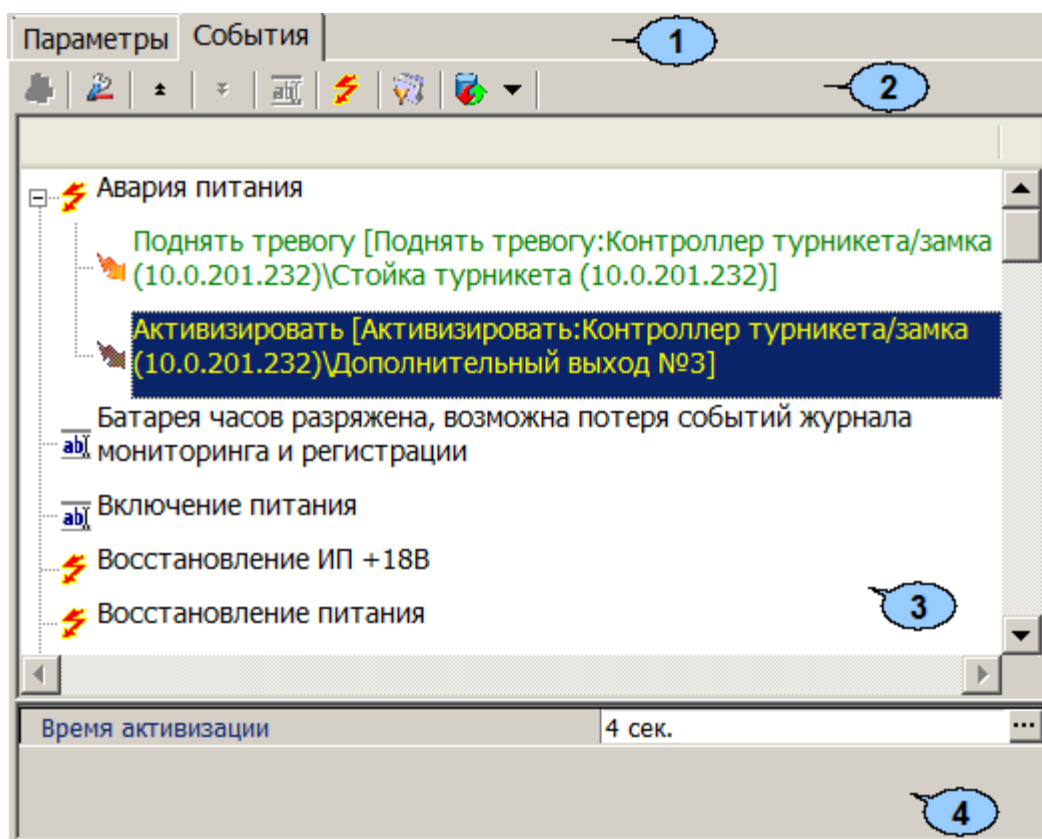 Параметры События 1
2
Авария питания
Поднять тревогу [Поднять тревогу:Контроллер турникета/замка
(10.0.201.232)\Стойка турникета (10.0.201.232)]
Активизировать [Активизировать:Контроллер турникета/замка
(10.0.201.232)\Дополнительный выход №3]
Батарея часов разряжена, возможна потеря событий журнала
мониторинга и регистрации
Включение питания
Восстановление ИП +18В
3
Восстановление питания
Время активизации 4 сек. ...
4